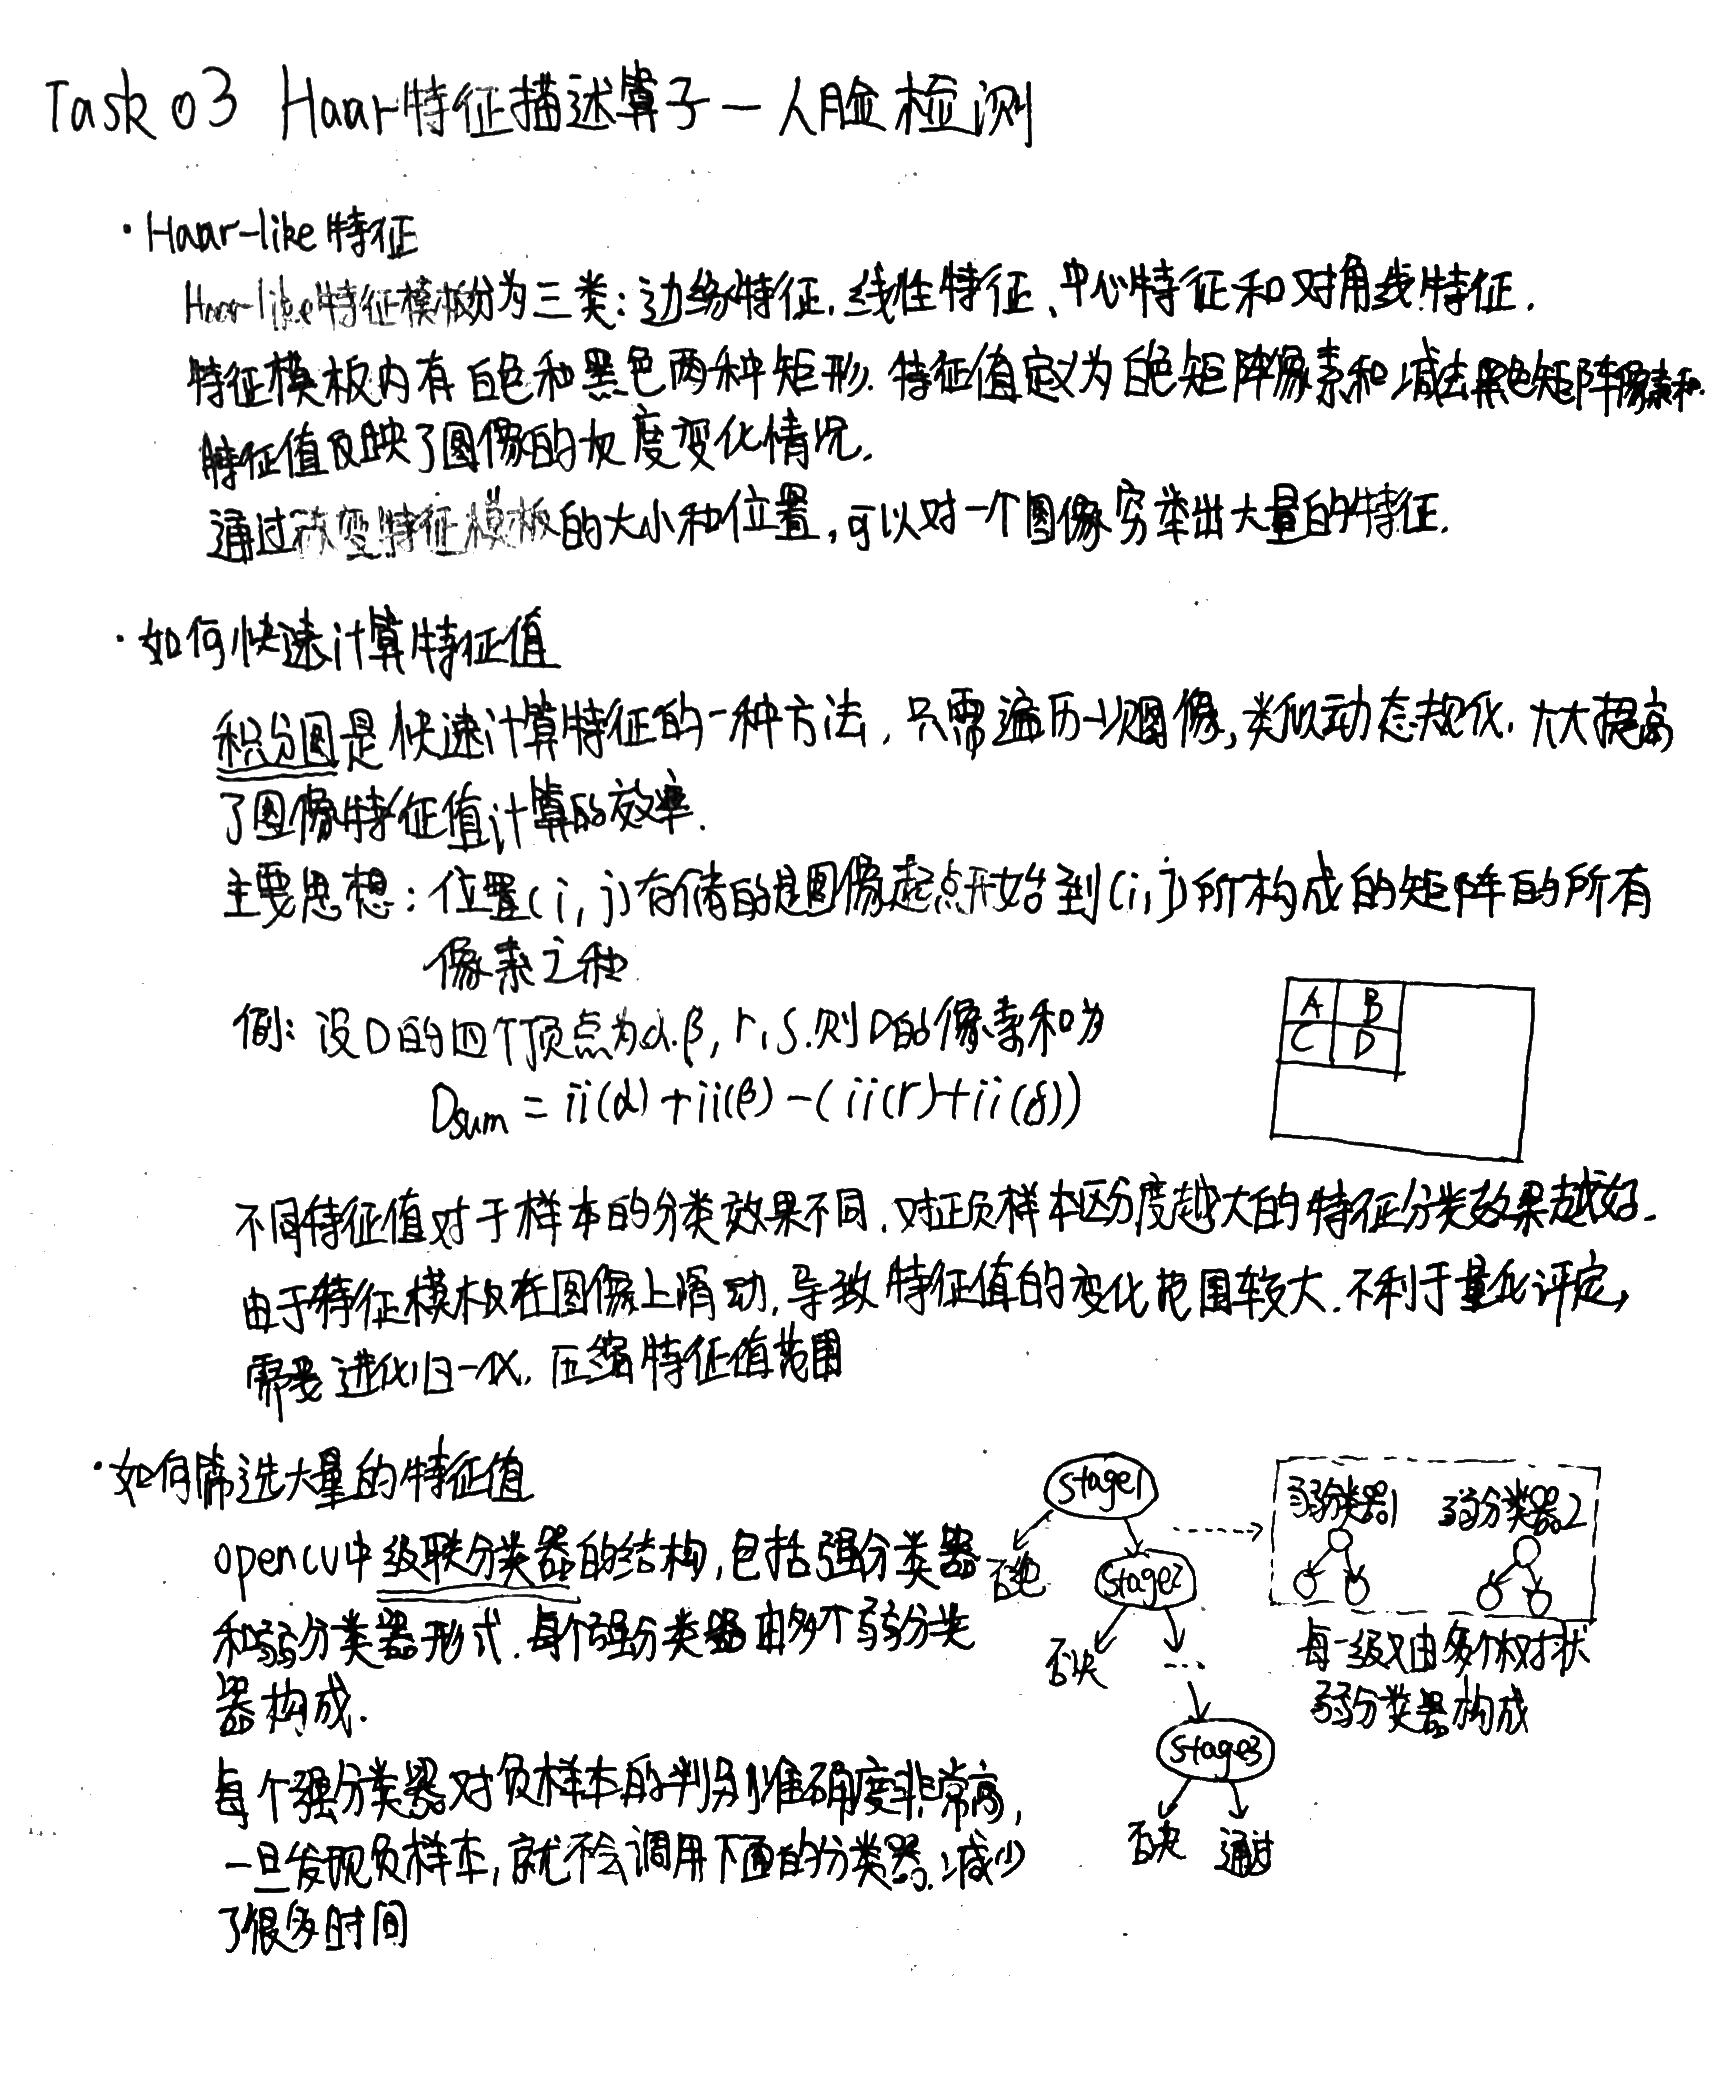 Task 03 Haar特征描述算子—人脸检测
· Haar-like特征
Haar-like特征模板分为三类：边缘特征，线性特征、中心特征和对角线特征．
特征模板内有白色和黑色两种矩形．特征值定义为白色矩阵像素和减去黑色矩阵像素和．
特征值反映了图像的灰度变化情况．
通过改变特征模板的大小和位置，可以对一个图像穷举出大量的特征．
· 如何快速计算特征值
积分图是快速计算特征的一种方法，只需遍历一次图像，类似动态规化，大大提高
了图像特征值计算的效率．
主要思想：位置(i, j)存储的是图像起点开始到(i,j)所构成的矩阵的所有
像素之和
例：设D的四个顶点为α.β, r, δ.则D的像素和为
Dsum = ii(α) + ii(β) - ( ii(r) + ii(δ))
A B
C D
不同特征值对于样本的分类效果不同．对正负样本区分度越大的特征分类效果越好．
由于特征模板在图像上滑动，导致特征值的变化范围较大．不利于量化评定，
需要进化归一化．压缩特征值范围
· 如何筛选大量的特征值
opencv中级联分类器的结构，包括强分类器
和弱分类器形式．每个强分类器由多个弱分类
器构成．
每个强分类器对负样本的判别准确度非常高，
一旦发现负样本，就不会调用下面的分类器．减少
了很多时间
stage1
否绝
stage2
否决
...
stage3
否决 通过
弱分类器1 弱分类器2
每一级又由多个树状
弱分类器构成